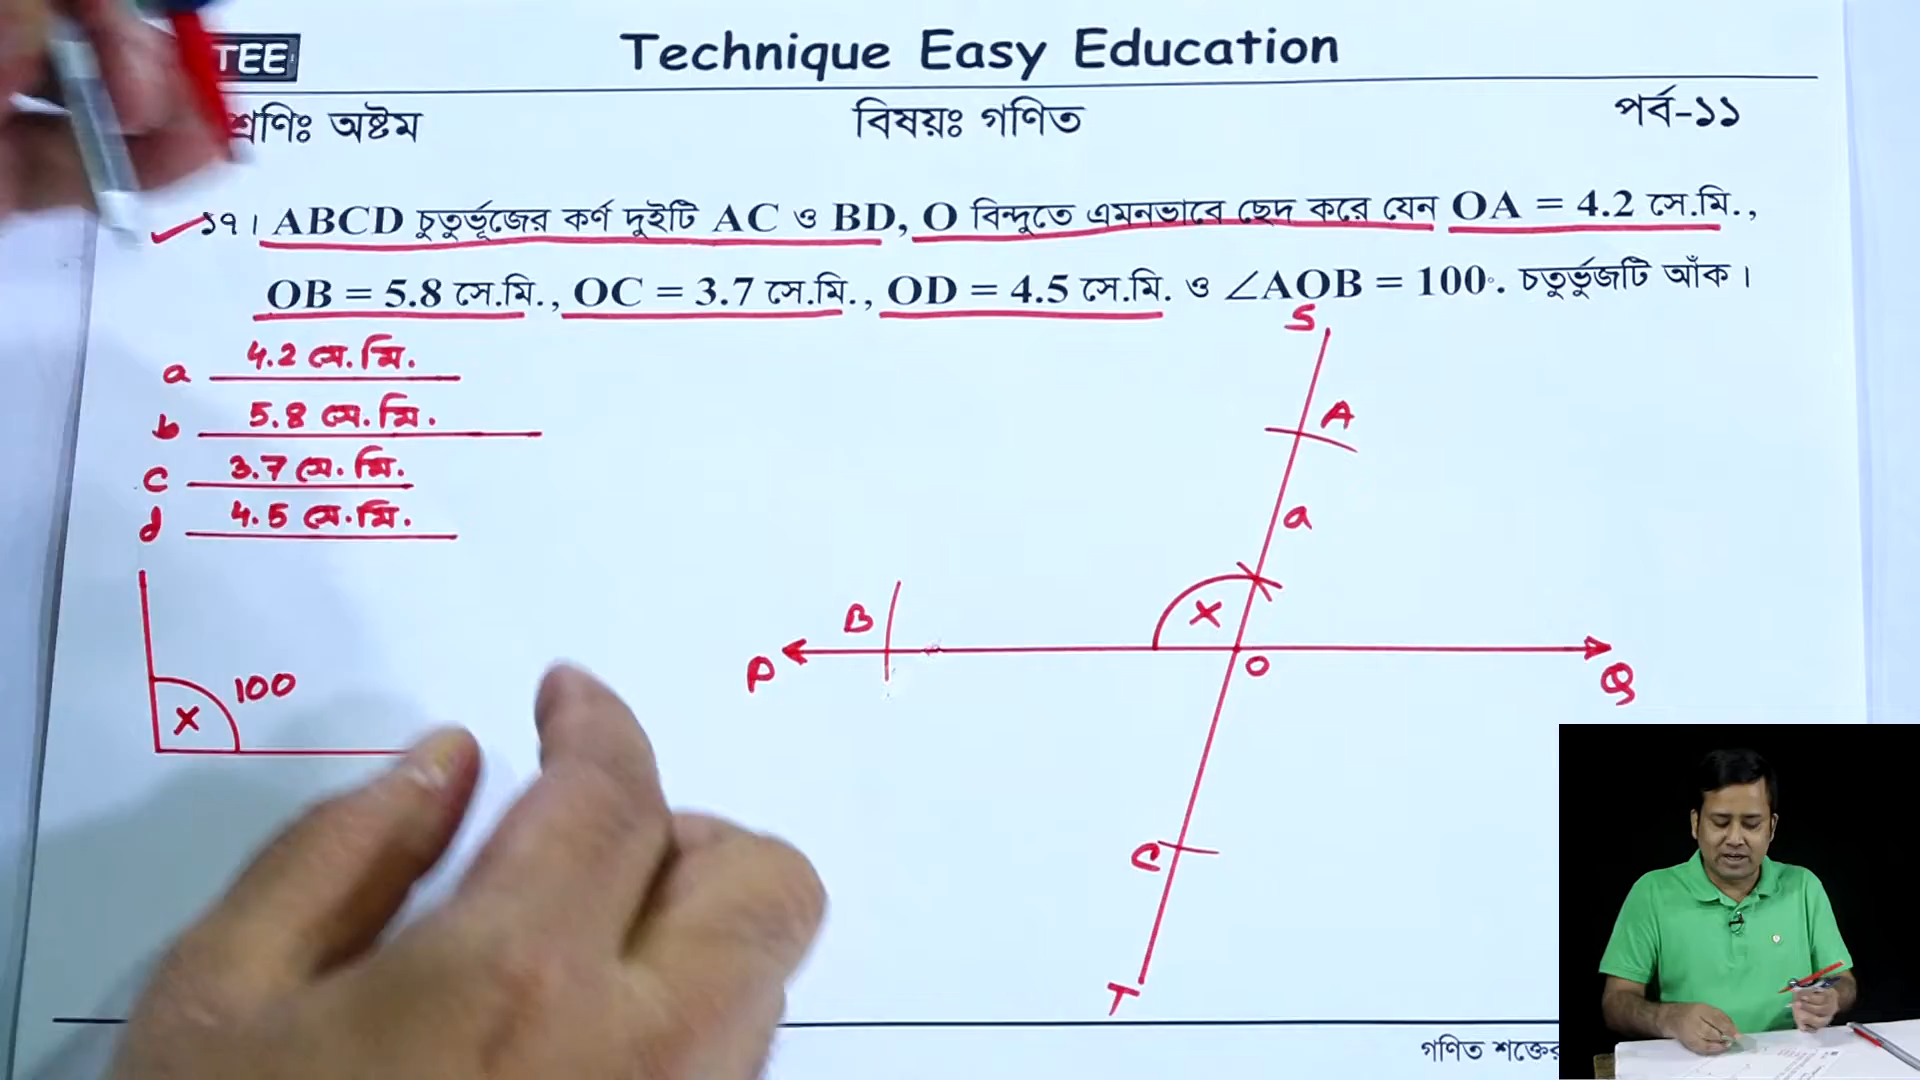 TEE Technique Easy Education
শ্রেণিঃ অষ্টম বিষয়ঃ গণিত পর্ব-১১
১৭। ABCD চতুর্ভূজের কর্ণ দুইটি AC ও BD, O বিন্দুতে এমনভাবে ছেদ করে যেন OA = 4.2 সে.মি.,
OB = 5.8 সে.মি., OC = 3.7 সে.মি., OD = 4.5 সে.মি. ও ∠AOB = 100°. চতুর্ভুজটি আঁক।
a 4.2 সে.মি.
b 5.8 সে.মি.
c 3.7 সে.মি.
d 4.5 সে.মি.
x 100
S
A
a
B
x
P
O
Q
C
T
গণিত